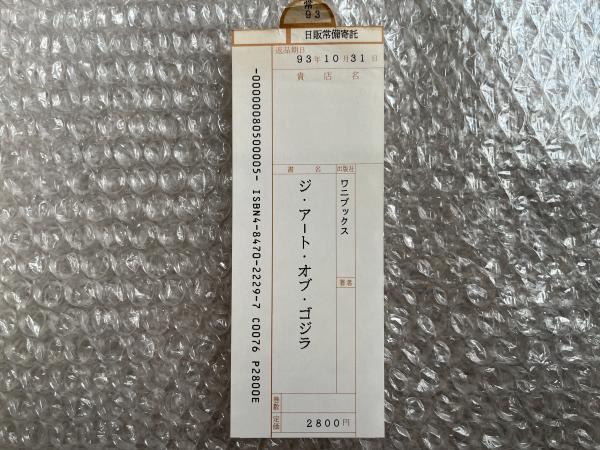 常
93
日販常備寄託
返品期日
93年10月31日
貴店名
書名
出版社
ワニブックス
ジ・アート・オブ・ゴジラ
著者
巻数
定価
2800円
-0000000805000005- ISBN4-8470-2229-7 C0076 P2800E